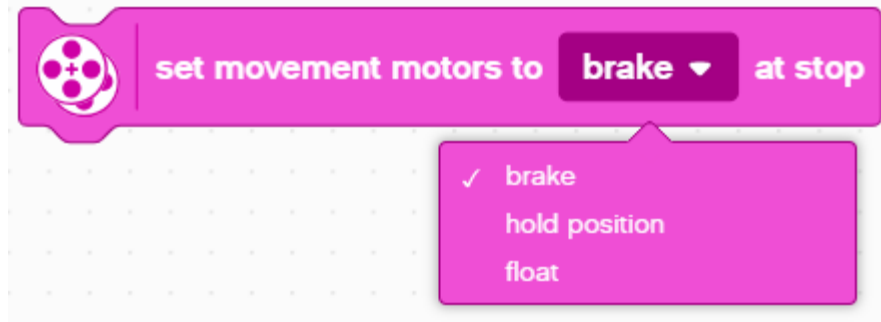 set movement motors to brake at stop
brake
hold position
float